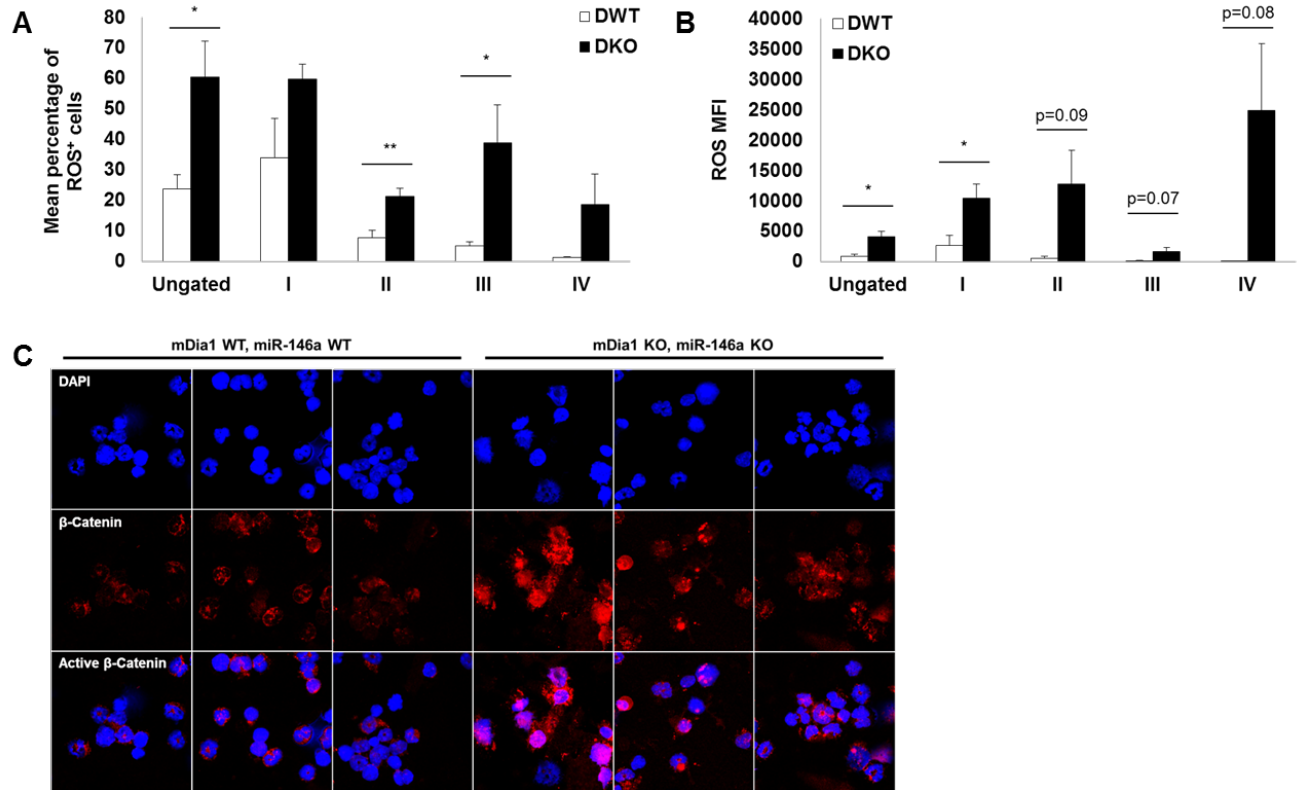 A
Mean percentage of
ROS+ cells
80
70
60
50
40
30
20
10
0
*
**
*
DWT
DKO
Ungated
I
II
III
IV
B
ROS MFI
40000
35000
30000
25000
20000
15000
10000
5000
0
DWT
DKO
*
*
p=0.09
p=0.07
p=0.08
Ungated
I
II
III
IV
C
mDia1 WT, miR-146a WT
mDia1 KO, miR-146a KO
DAPI
β-Catenin
Active β-Catenin